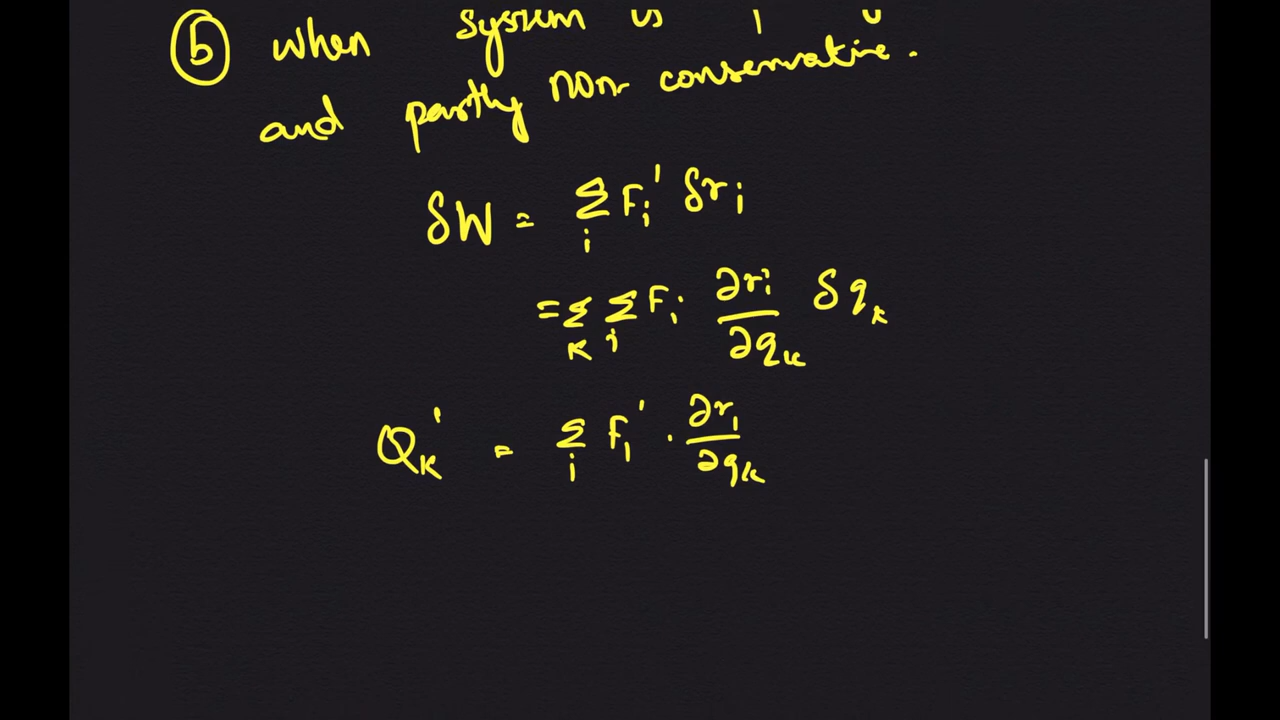 (b) When system is
and partly non conservative.
δW = Σ_i F_i' δr_i
= Σ_k Σ_i F_i ∂r_i/∂q_k δq_k
Q_k' = Σ_i F_i' · ∂r_i/∂q_k